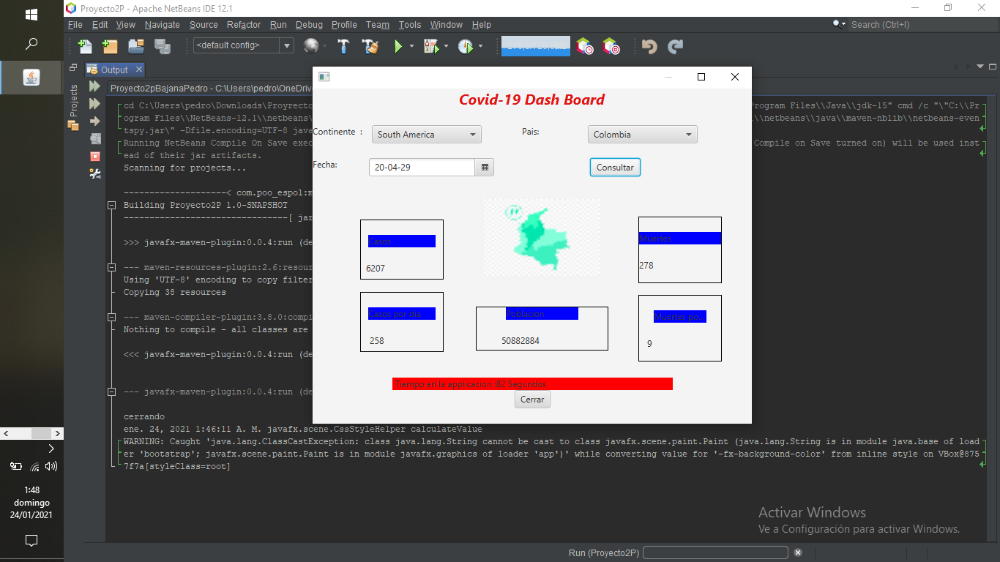 Proyecto2P - Apache NetBeans IDE 12.1
File Edit View Navigate Source Refactor Run Debug Profile Team Tools Window Help
Search (Ctrl+I)
<default config>
Output
Projects
Proyecto2pBajanaPedro - C:\Users\pedro\OneDriv
cd C:\Users\pedro\Downloads\Proyrecto
rogram Files\\Java\\jdk-15" cmd /c "\"C:\\Pr
ogram Files\\NetBeans-12.1\\netbeans\
\\netbeans\\java\\maven-nblib\\netbeans-even
tspy.jar\" -Dfile.encoding=UTF-8 java
Running NetBeans Compile On Save exec
Compile on Save turned on) will be used inst
ead of their jar artifacts.
Scanning for projects...
--------------------< com.poo_espol:m
Building Proyecto2P 1.0-SNAPSHOT
--------------------------------[ jar
>>> javafx-maven-plugin:0.0.4:run (de
--- maven-resources-plugin:2.6:resour
Using 'UTF-8' encoding to copy filter
Copying 38 resources
--- maven-compiler-plugin:3.8.0:compi
Nothing to compile - all classes are
<<< javafx-maven-plugin:0.0.4:run (de
--- javafx-maven-plugin:0.0.4:run (de
cerrando
ene. 24, 2021 1:46:11 A. M. javafx.scene.CssStyleHelper calculateValue
WARNING: Caught 'java.lang.ClassCastException: class java.lang.String cannot be cast to class javafx.scene.paint.Paint (java.lang.String is in module java.base of load
er 'bootstrap'; javafx.scene.paint.Paint is in module javafx.graphics of loader 'app')' while converting value for '-fx-background-color' from inline style on VBox@875
7f7a[styleClass=root]
Covid-19 Dash Board
Continente :
South America
Pais:
Colombia
Fecha:
20-04-29
Consultar
Casos
6207
Muertes
278
Casos por dia
258
Poblacion
50882884
Muertes po...
9
Tiempo en la applicacion :82 Segundos
Cerrar
1:48
domingo
24/01/2021
Activar Windows
Ve a Configuración para activar Windows.
Run (Proyecto2P)